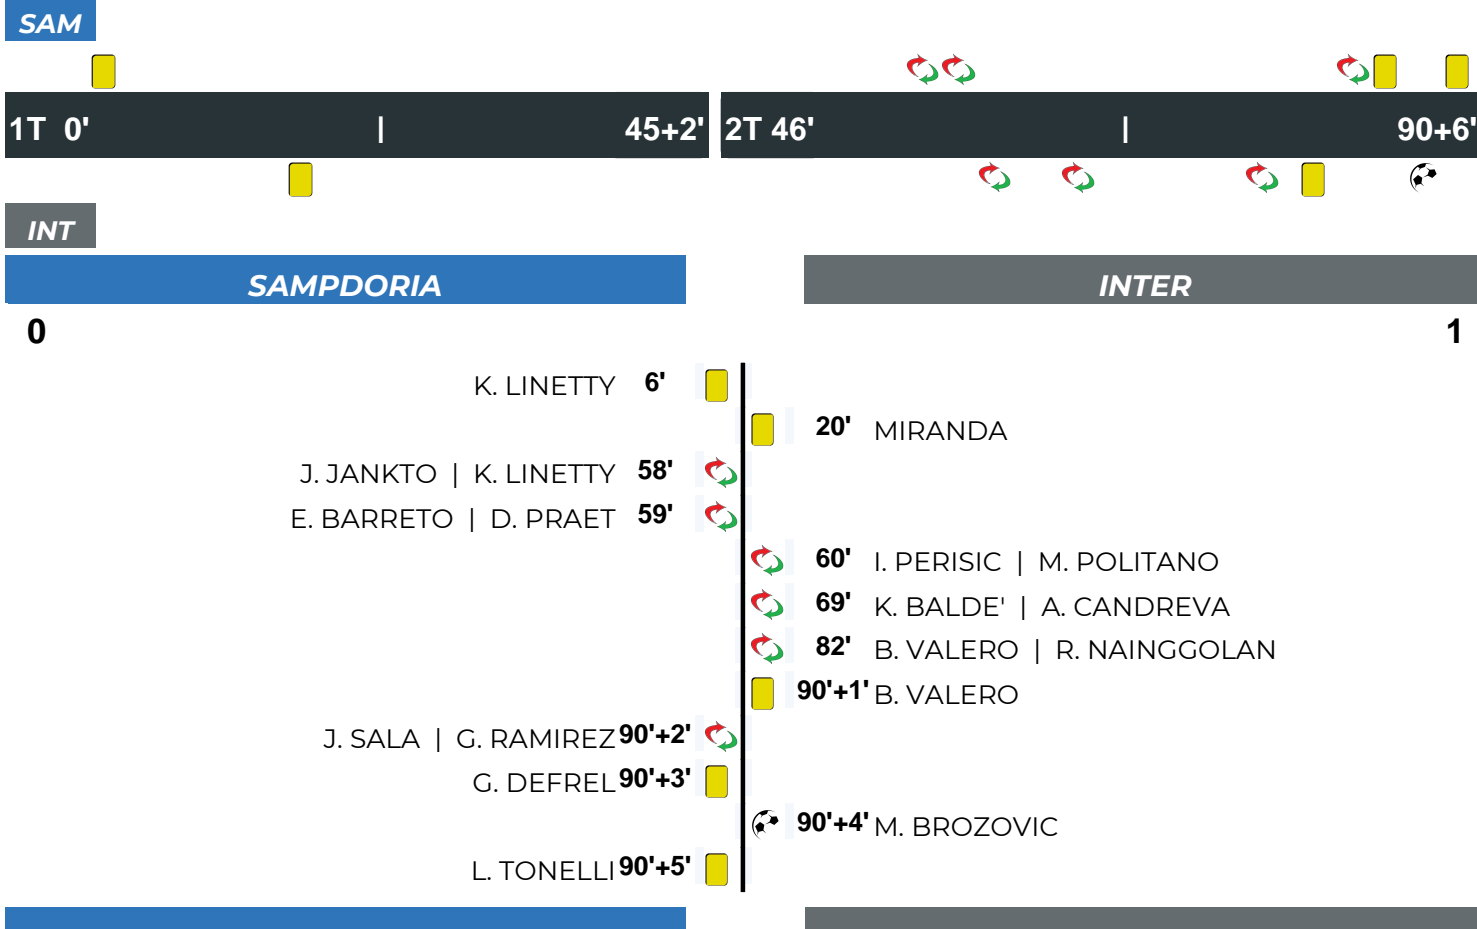 SAM
1T 0' | 45+2' 2T 46' | 90+6'
INT
SAMPDORIA INTER
0 1
K. LINETTY 6'
20' MIRANDA
J. JANKTO | K. LINETTY 58'
E. BARRETO | D. PRAET 59'
60' I. PERISIC | M. POLITANO
69' K. BALDE' | A. CANDREVA
82' B. VALERO | R. NAINGGOLAN
90'+1' B. VALERO
J. SALA | G. RAMIREZ 90'+2'
G. DEFREL 90'+3'
90'+4' M. BROZOVIC
L. TONELLI 90'+5'